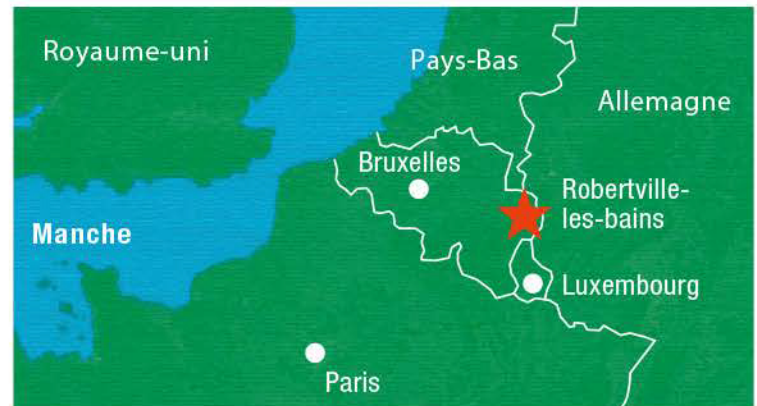 Royaume-uni
Pays-Bas
Allemagne
Bruxelles
Robertville-
les-bains
Manche
Luxembourg
Paris